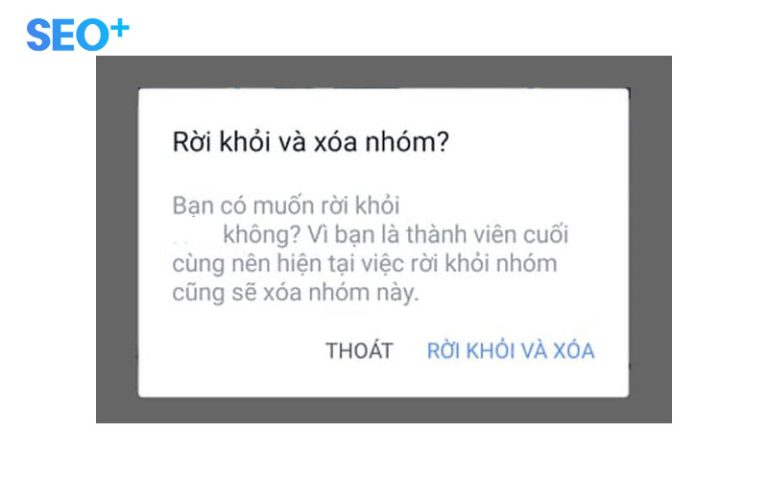 SEO+
Rời khỏi và xóa nhóm?
Bạn có muốn rời khỏi
không? Vì bạn là thành viên cuối
cùng nên hiện tại việc rời khỏi nhóm
cũng sẽ xóa nhóm này.
THOÁT RỜI KHỎI VÀ XÓA